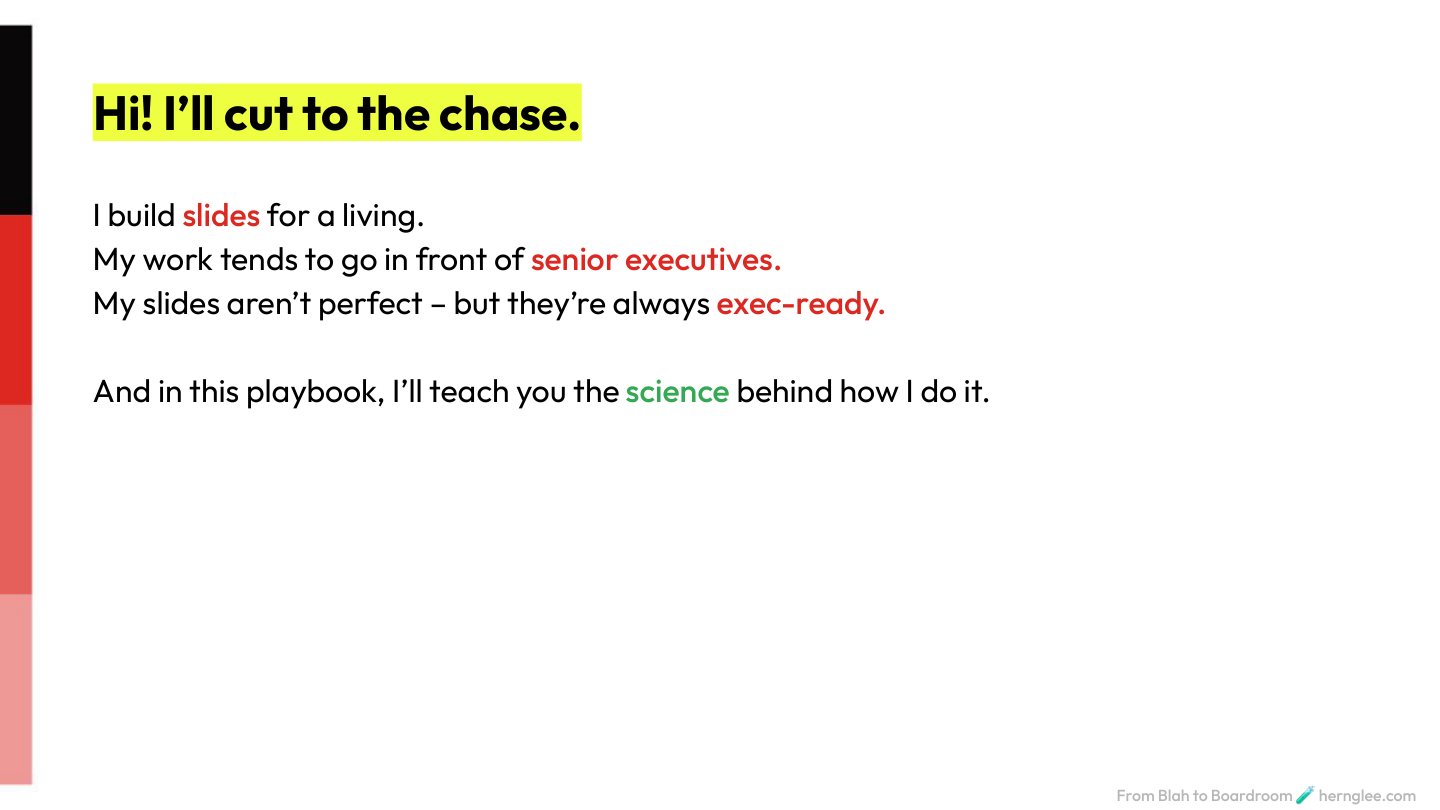 Hi! I’ll cut to the chase.
I build slides for a living.
My work tends to go in front of senior executives.
My slides aren’t perfect – but they’re always exec-ready.
And in this playbook, I’ll teach you the science behind how I do it.
From Blah to Boardroom 🧪 hernglee.com